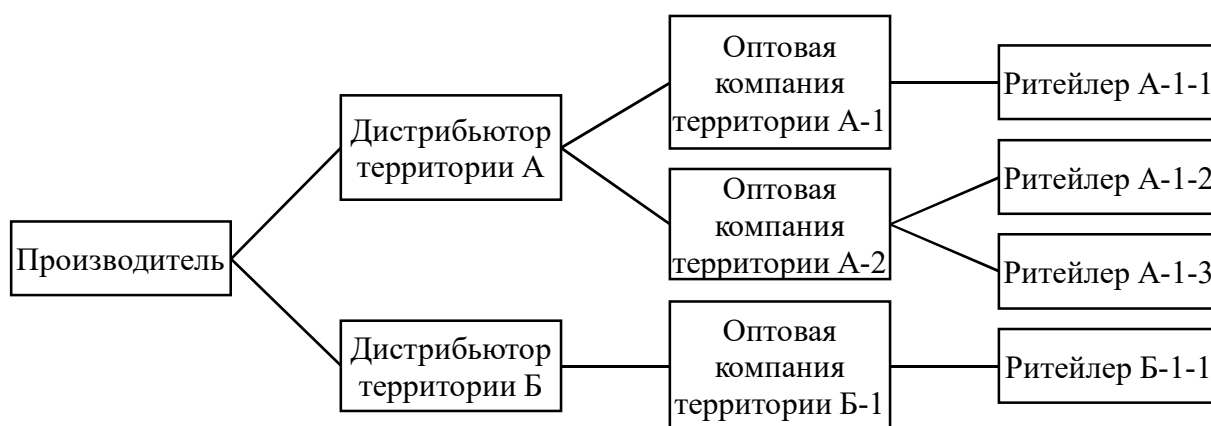 Производитель
Дистрибьютор
территории А
Дистрибьютор
территории Б
Оптовая
компания
территории А-1
Оптовая
компания
территории А-2
Оптовая
компания
территории Б-1
Ритейлер А-1-1
Ритейлер А-1-2
Ритейлер А-1-3
Ритейлер Б-1-1